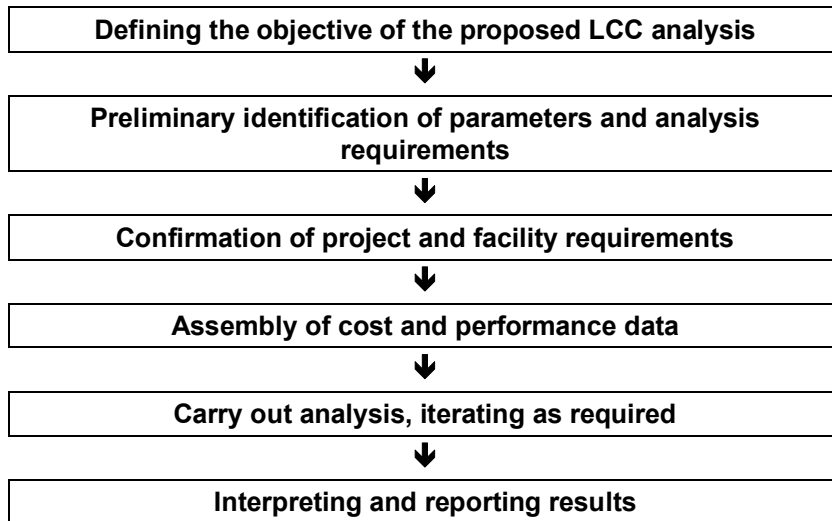 Defining the objective of the proposed LCC analysis
Preliminary identification of parameters and analysis
requirements
Confirmation of project and facility requirements
Assembly of cost and performance data
Carry out analysis, iterating as required
Interpreting and reporting results